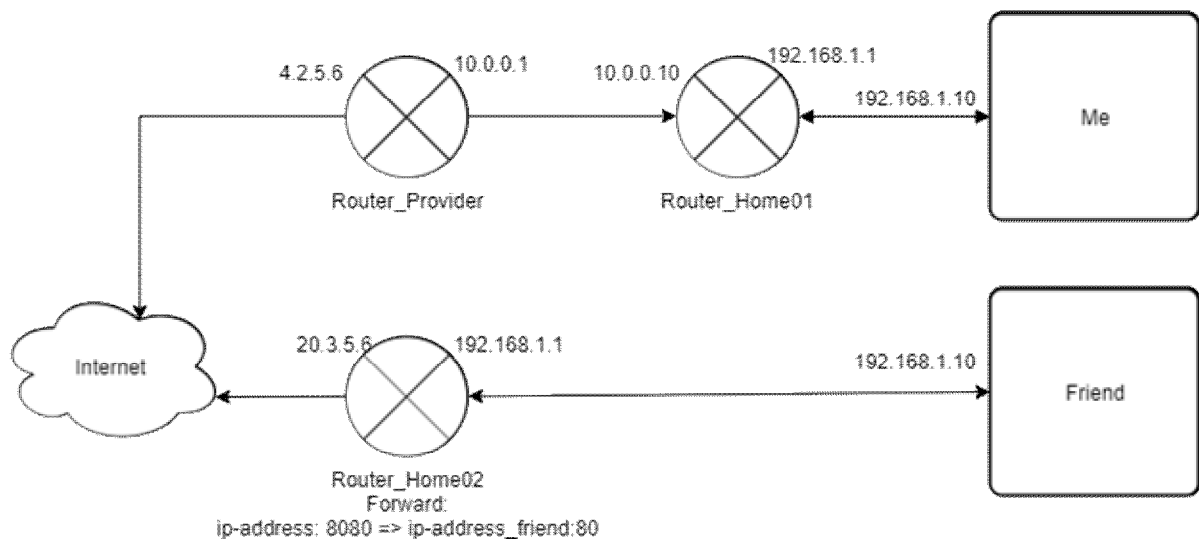 192.168.1.1
4.2.5.6
10.0.0.1
10.0.0.10
192.168.1.10
Me
Router_Provider
Router_Home01
20.3.5.6
192.168.1.1
192.168.1.10
Internet
Friend
Router_Home02
Forward:
ip-address: 8080 => ip-address_friend:80